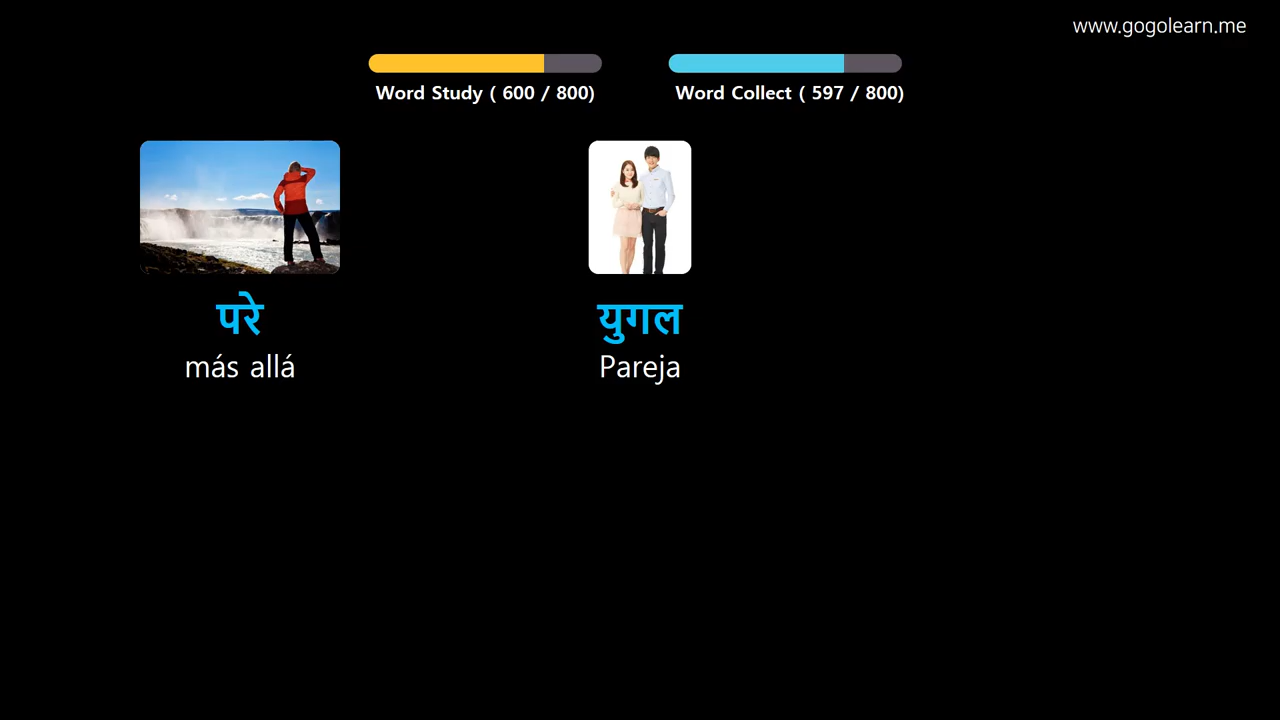 www.gogolearn.me
Word Study ( 600 / 800)
Word Collect ( 597 / 800)
परे
más allá
युगल
Pareja